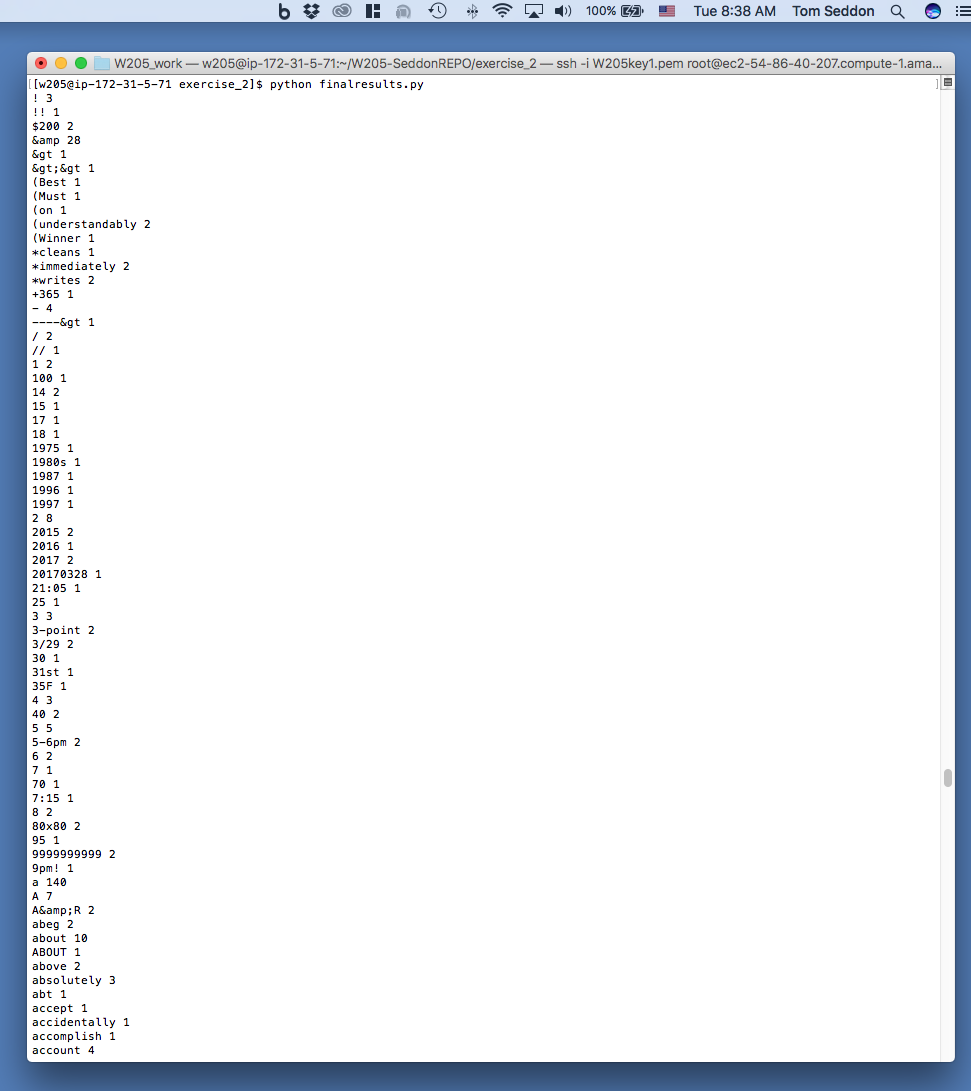 100% Tue 8:38 AM Tom Seddon
W205_work — w205@ip-172-31-5-71:~/W205-SeddonREPO/exercise_2 — ssh -i W205key1.pem root@ec2-54-86-40-207.compute-1.ama...
[[w205@ip-172-31-5-71 exercise_2]$ python finalresults.py ]
! 3
!! 1
$200 2
&amp 28
&gt 1
&gt;&gt 1
(Best 1
(Must 1
(on 1
(understandably 2
(Winner 1
*cleans 1
*immediately 2
*writes 2
+365 1
- 4
----&gt 1
/ 2
// 1
1 2
100 1
14 2
15 1
17 1
18 1
1975 1
1980s 1
1987 1
1996 1
1997 1
2 8
2015 2
2016 1
2017 2
20170328 1
21:05 1
25 1
3 3
3-point 2
3/29 2
30 1
31st 1
35F 1
4 3
40 2
5 5
5-6pm 2
6 2
7 1
70 1
7:15 1
8 2
80x80 2
95 1
9999999999 2
9pm! 1
a 140
A 7
A&amp;R 2
abeg 2
about 10
ABOUT 1
above 2
absolutely 3
abt 1
accept 1
accidentally 1
accomplish 1
account 4